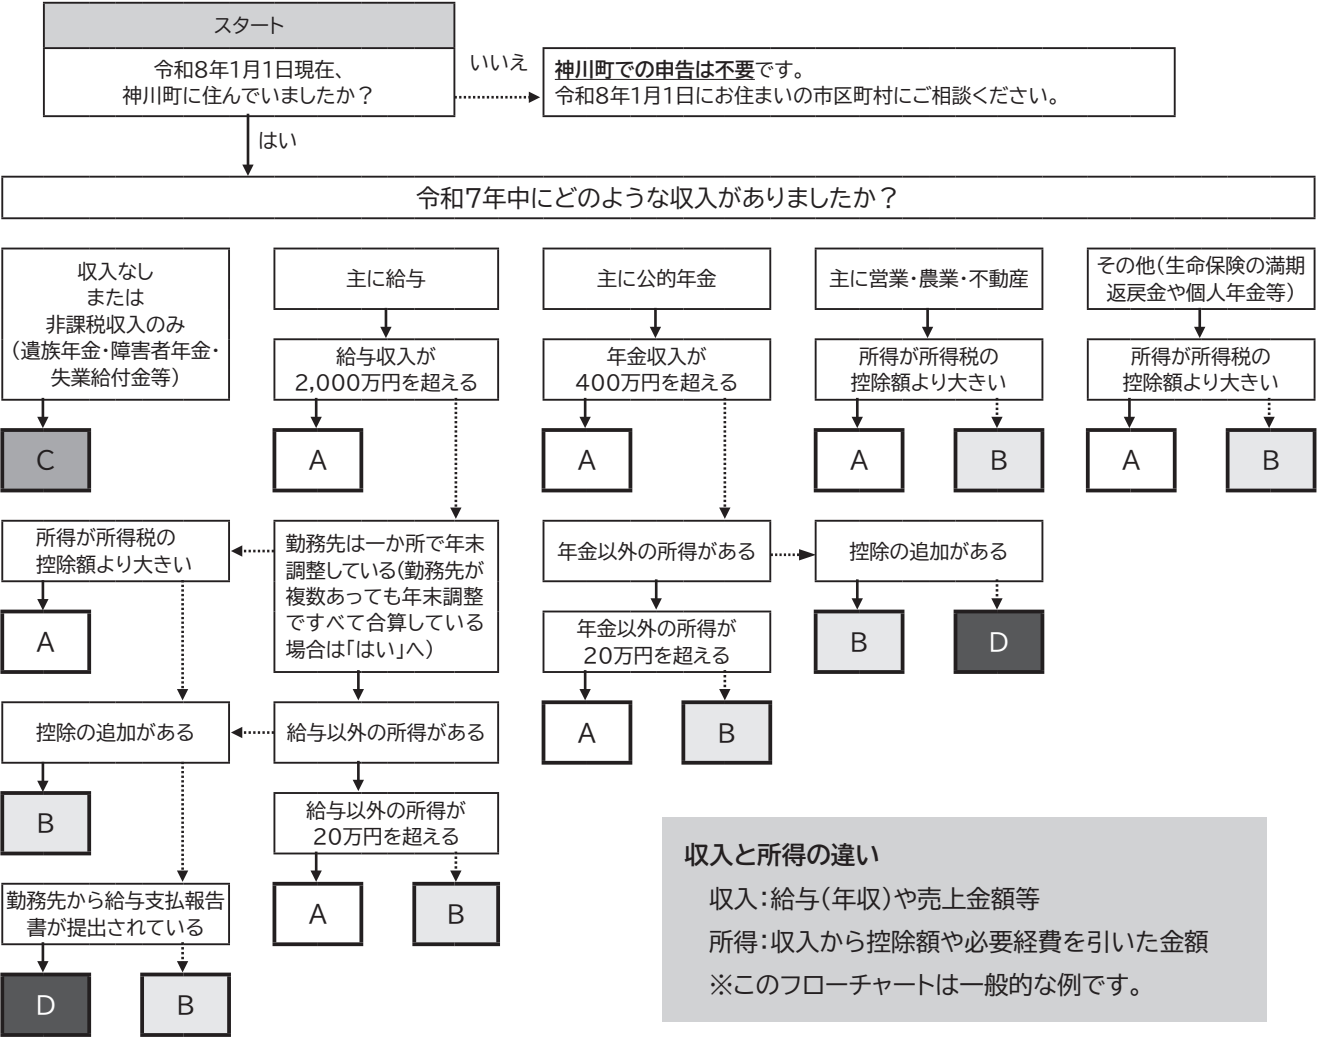 スタート
令和8年1月1日現在、
神川町に住んでいましたか？
いいえ
神川町での申告は不要です。
令和8年1月1日にお住まいの市区町村にご相談ください。
はい
令和7年中にどのような収入がありましたか？
収入なし
または
非課税収入のみ
（遺族年金・障害者年金・
失業給付金等）
C
主に給与
給与収入が
2,000万円を超える
A
主に公的年金
年金収入が
400万円を超える
A
主に営業・農業・不動産
所得が所得税の
控除額より大きい
A
B
その他（生命保険の満期
返戻金や個人年金等）
所得が所得税の
控除額より大きい
A
B
所得が所得税の
控除額より大きい
A
勤務先は一か所で年末
調整している（勤務先が
複数あっても年末調整
ですべて合算している
場合は「はい」へ）
年金以外の所得がある
控除の追加がある
B
D
年金以外の所得が
20万円を超える
A
B
控除の追加がある
B
給与以外の所得がある
給与以外の所得が
20万円を超える
A
B
勤務先から給与支払報告
書が提出されている
D
B
収入と所得の違い
収入：給与（年収）や売上金額等
所得：収入から控除額や必要経費を引いた金額
※このフローチャートは一般的な例です。